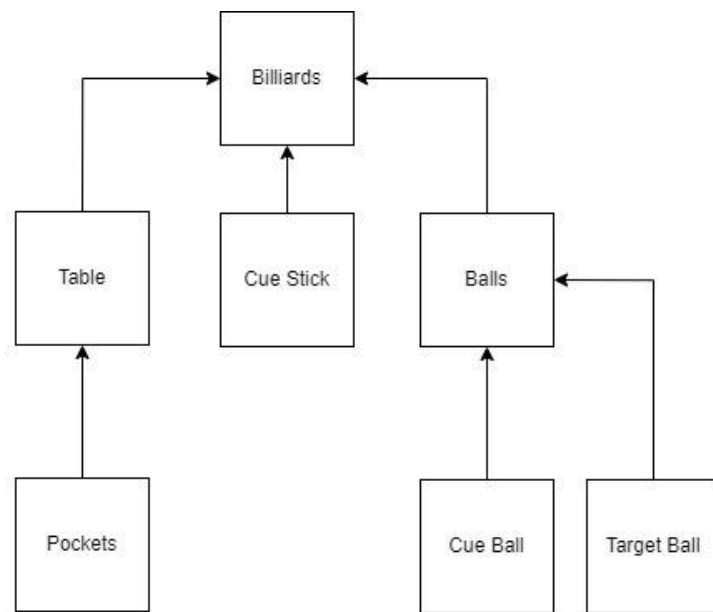 Billiards
Table
Cue Stick
Balls
Pockets
Cue Ball
Target Ball